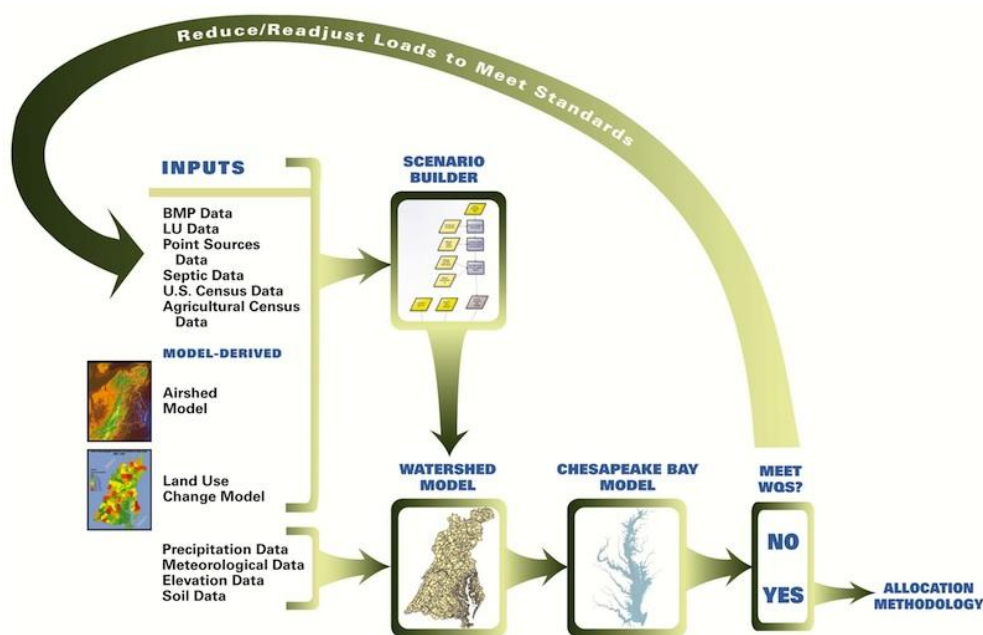 Reduce/Readjust Loads to Meet Standards
INPUTS
BMP Data
LU Data
Point Sources
Data
Septic Data
U.S. Census Data
Agricultural Census
Data
MODEL-DERIVED
Airshed
Model
Land Use
Change Model
Precipitation Data
Meteorological Data
Elevation Data
Soil Data
SCENARIO
BUILDER
WATERSHED
MODEL
CHESAPEAKE BAY
MODEL
MEET
WQS?
NO
YES
ALLOCATION
METHODOLOGY